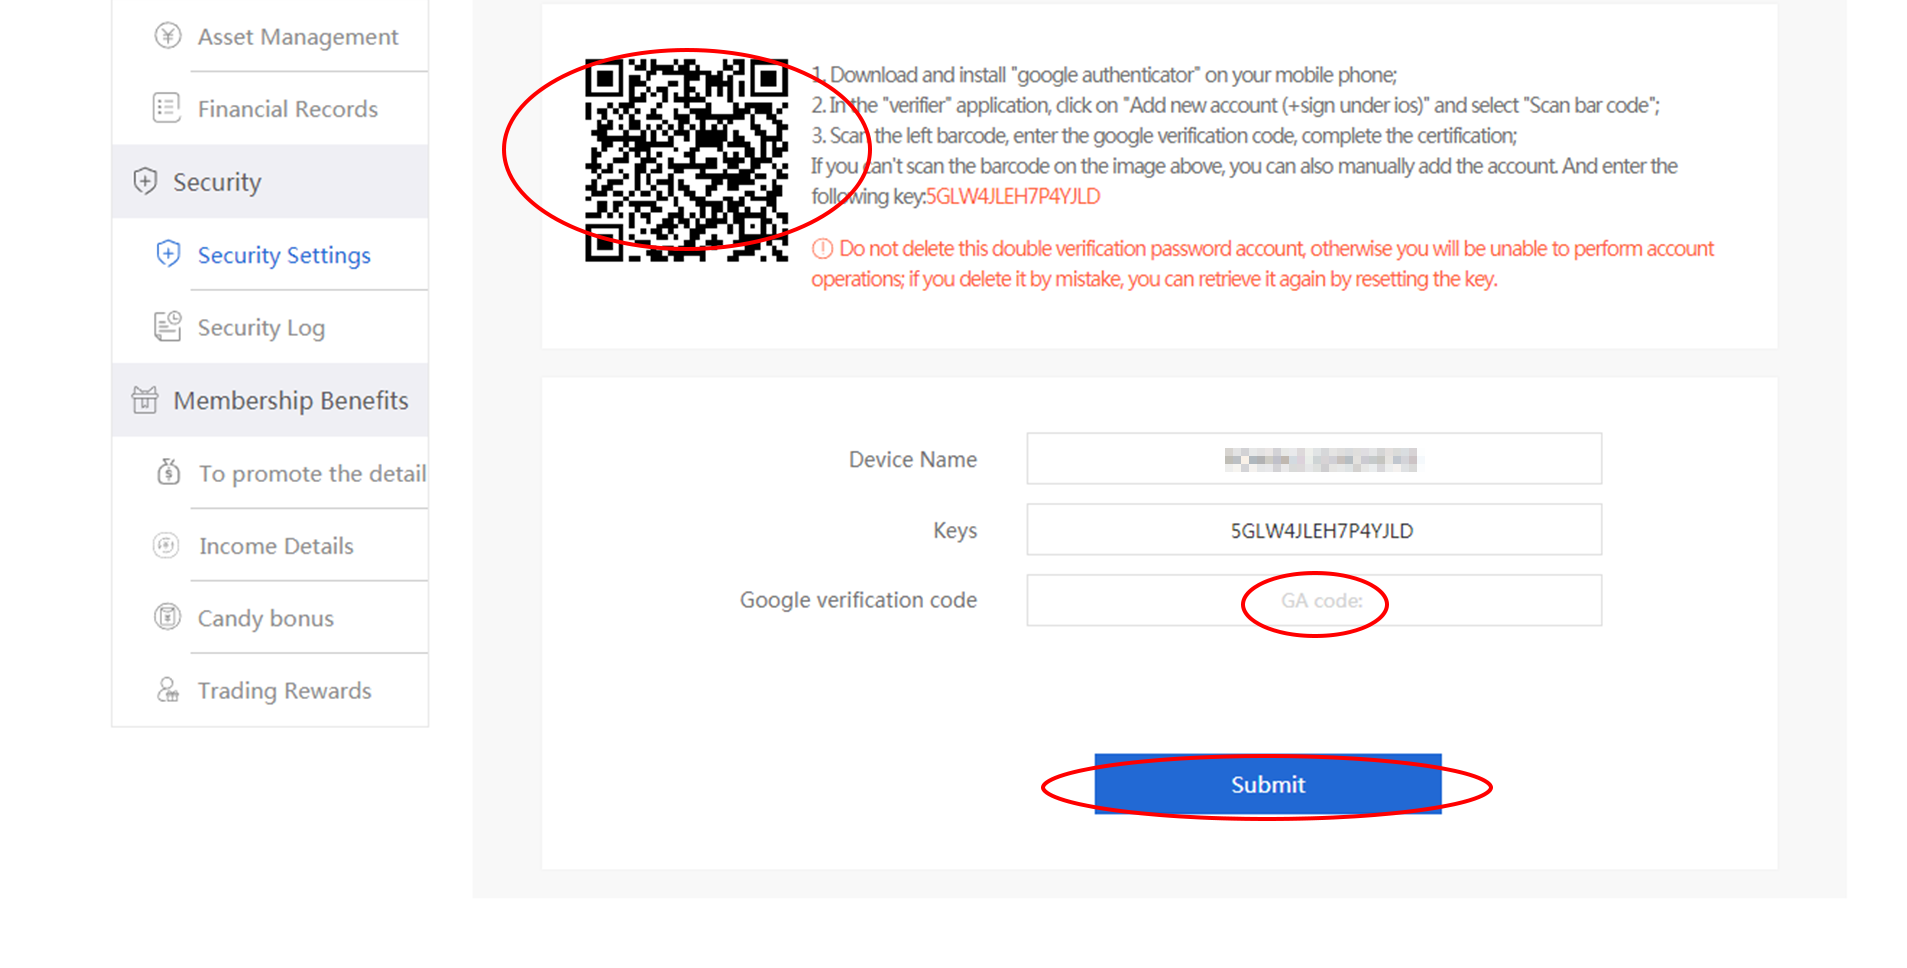 Asset Management
Financial Records
Security
Security Settings
Security Log
Membership Benefits
To promote the detail
Income Details
Candy bonus
Trading Rewards
1. Download and install "google authenticator" on your mobile phone;
2. In the "verifier" application, click on "Add new account (+sign under ios)" and select "Scan bar code";
3. Scan the left barcode, enter the google verification code, complete the certification;
If you can't scan the barcode on the image above, you can also manually add the account. And enter the
following key:5GLW4JLEH7P4YJLD
Do not delete this double verification password account, otherwise you will be unable to perform account
operations; if you delete it by mistake, you can retrieve it again by resetting the key.
Device Name
Keys
5GLW4JLEH7P4YJLD
Google verification code
GA code:
Submit